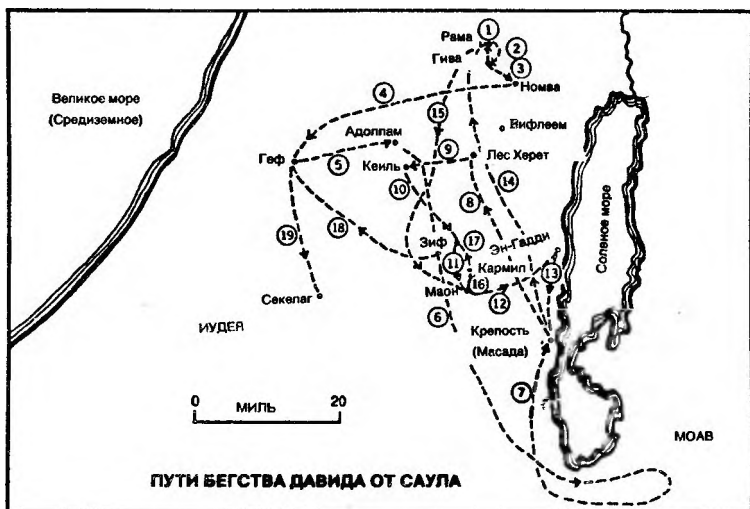 1
Рама
2
Гива
3
Номва
Великое море
(Средиземное)
4
15
Вифлеем
Адоллам
9
Геф
5
Кеиль
Лес Херет
10
8
14
Соленое море
19
18
Зиф
17
Эн-Гадди
11
Кармил
13
Маон
16
12
Секелаг
6
ИУДЕЯ
Крепость
(Масада)
7
0 20
МИЛЬ
МОАВ
ПУТИ БЕГСТВА ДАВИДА ОТ САУЛА